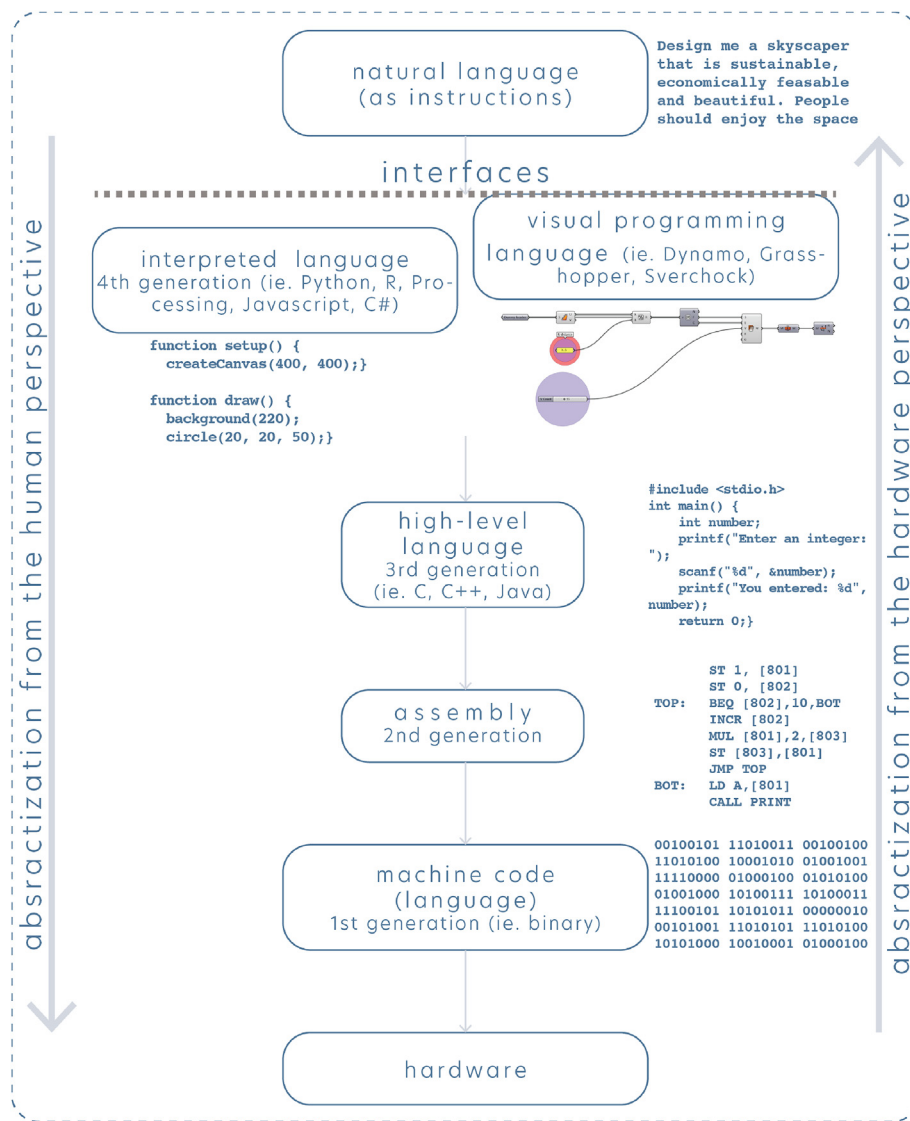 natural language
(as instructions)
Design me a skyscaper
that is sustainable,
economically feasable
and beautiful. People
should enjoy the space
interfaces
absractization from the human perspective
absractization from the hardware perspective
interpreted language
4th generation (ie. Python, R, Pro-
cessing, Javascript, C#)
visual programming
language (ie. Dynamo, Grass-
hopper, Sverchock)
function setup() {
createCanvas(400, 400);}
function draw() {
background(220);
circle(20, 20, 50);}
high-level
language
3rd generation
(ie. C, C++, Java)
#include <stdio.h>
int main() {
int number;
printf("Enter an integer:
");
scanf("%d", &number);
printf("You entered: %d",
number);
return 0;}
assembly
2nd generation
ST 1, [801]
ST 0, [802]
TOP: BEQ [802],10,BOT
INCR [802]
MUL [801],2,[803]
ST [803],[801]
JMP TOP
BOT: LD A,[801]
CALL PRINT
machine code
(language)
1st generation (ie. binary)
00100101 11010011 00100100
11010100 10001010 01001001
11110000 01000100 01010100
01001000 10100111 10100011
11100101 10101011 00000010
00101001 11010101 11010100
10101000 10010001 01000100
hardware